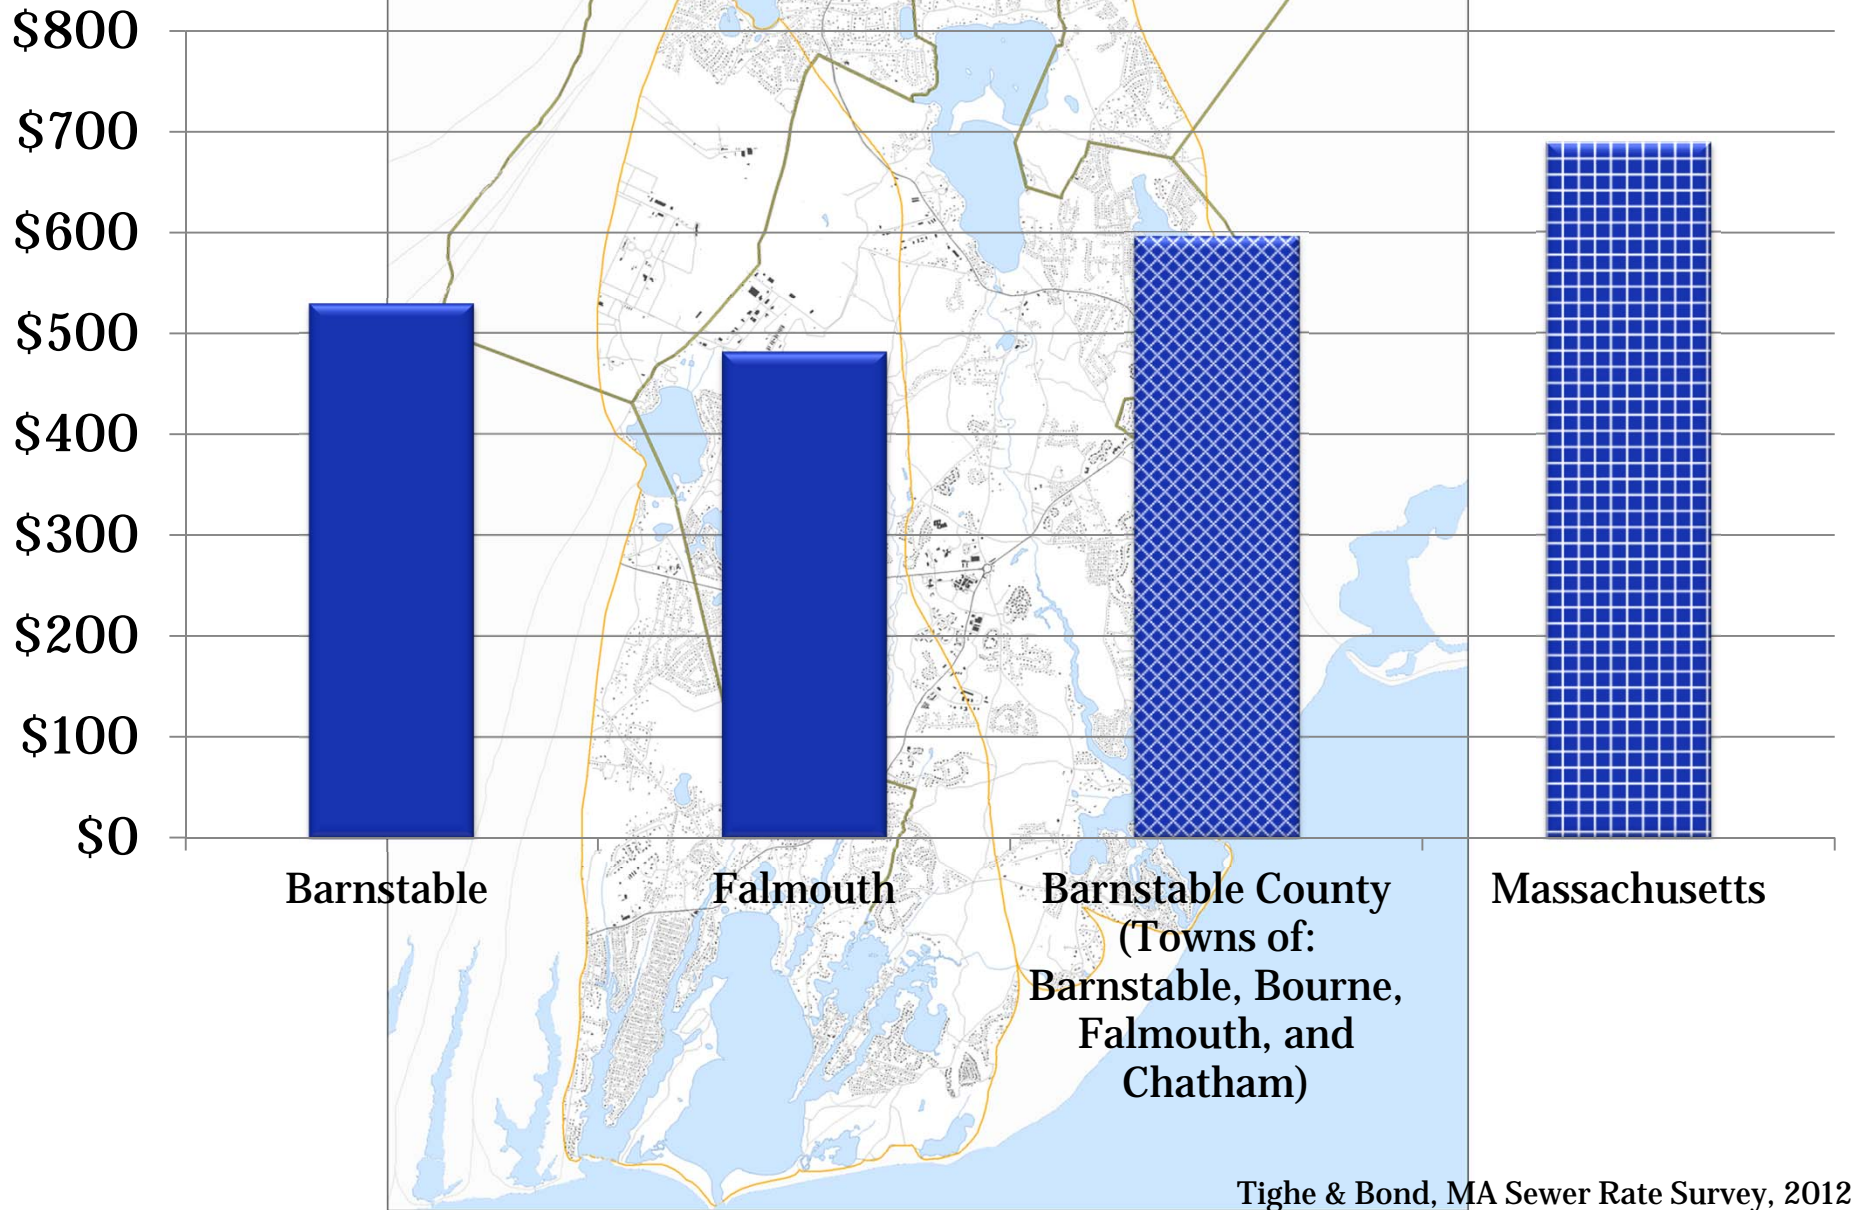 $800
$700
$600
$500
$400
$300
$200
$100
$0
Barnstable
Falmouth
Barnstable County
(Towns of:
Barnstable, Bourne,
Falmouth, and
Chatham)
Massachusetts
Tighe & Bond, MA Sewer Rate Survey, 2012